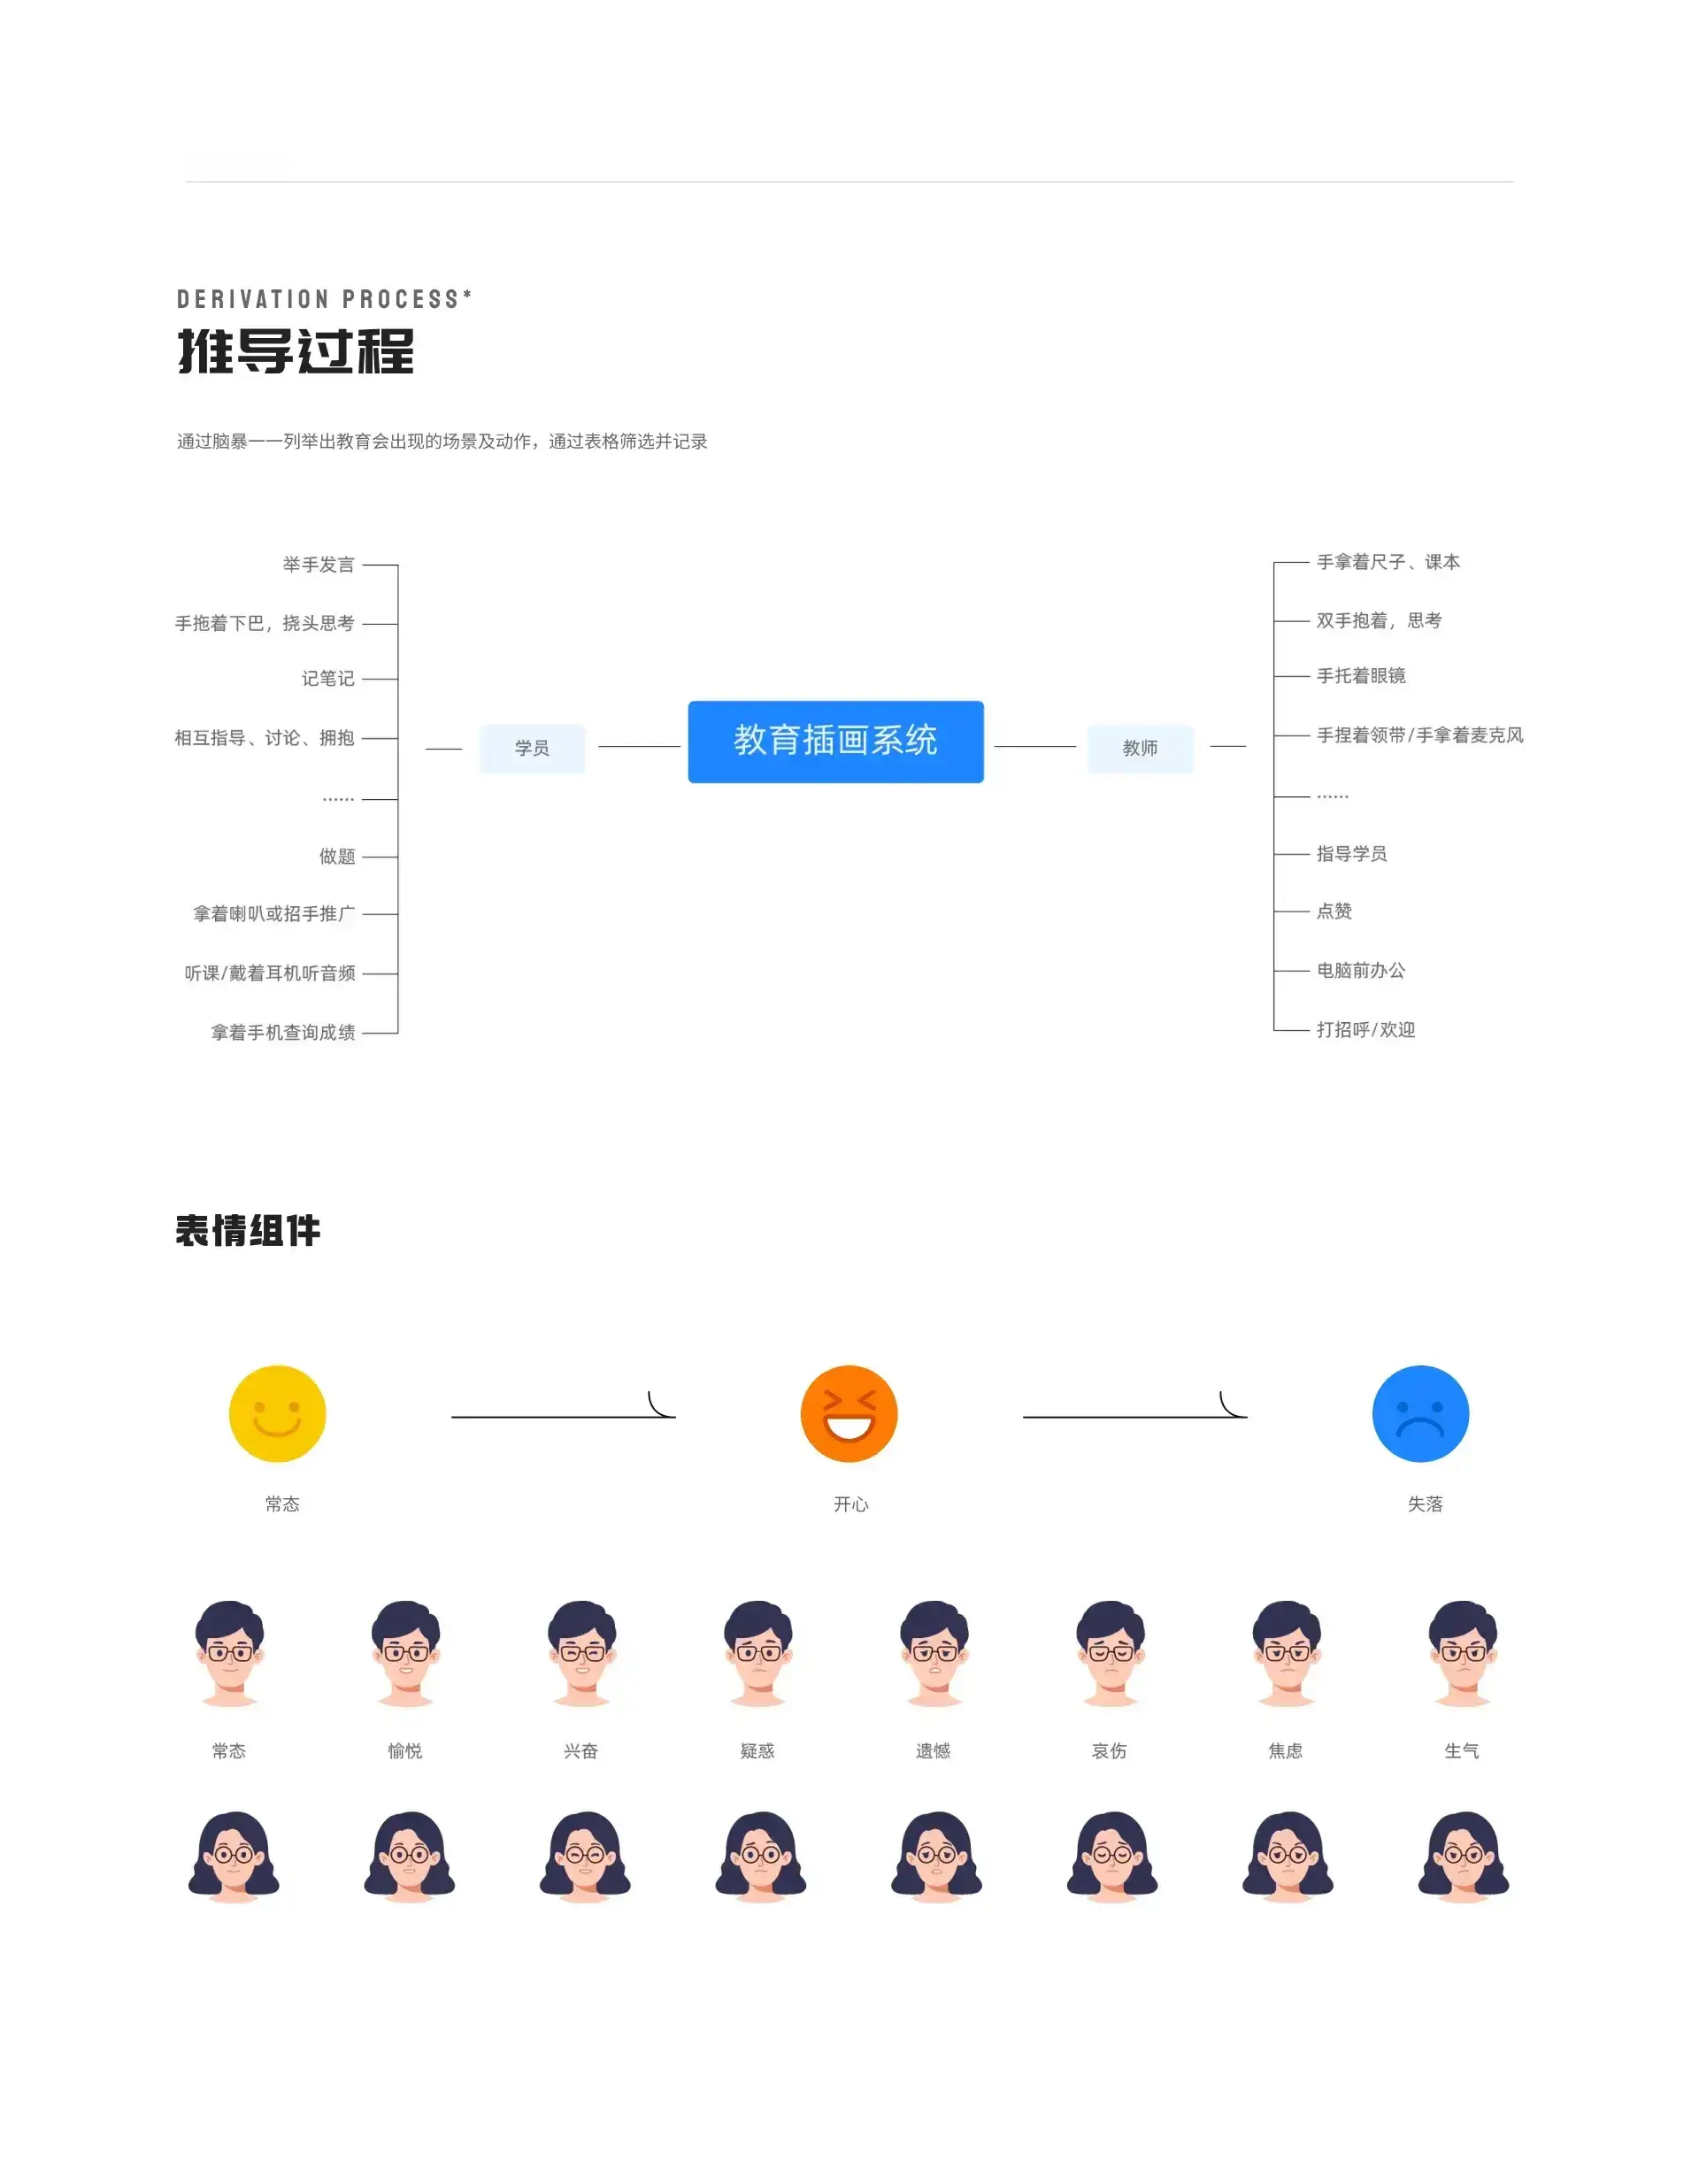 DERIVATION PROCESS*
推导过程
通过脑暴一一列举出教育会出现的场景及动作，通过表格筛选并记录
举手发言
手拖着下巴，挠头思考
记笔记
相互指导、讨论、拥抱
......
做题
拿着喇叭或招手推广
听课/戴着耳机听音频
拿着手机查询成绩
学员
教育插画系统
教师
手拿着尺子、课本
双手抱着，思考
手托着眼镜
手捏着领带/手拿着麦克风
......
指导学员
点赞
电脑前办公
打招呼/欢迎
表情组件
常态 开心 失落
常态 愉悦 兴奋 疑惑 遗憾 哀伤 焦虑 生气